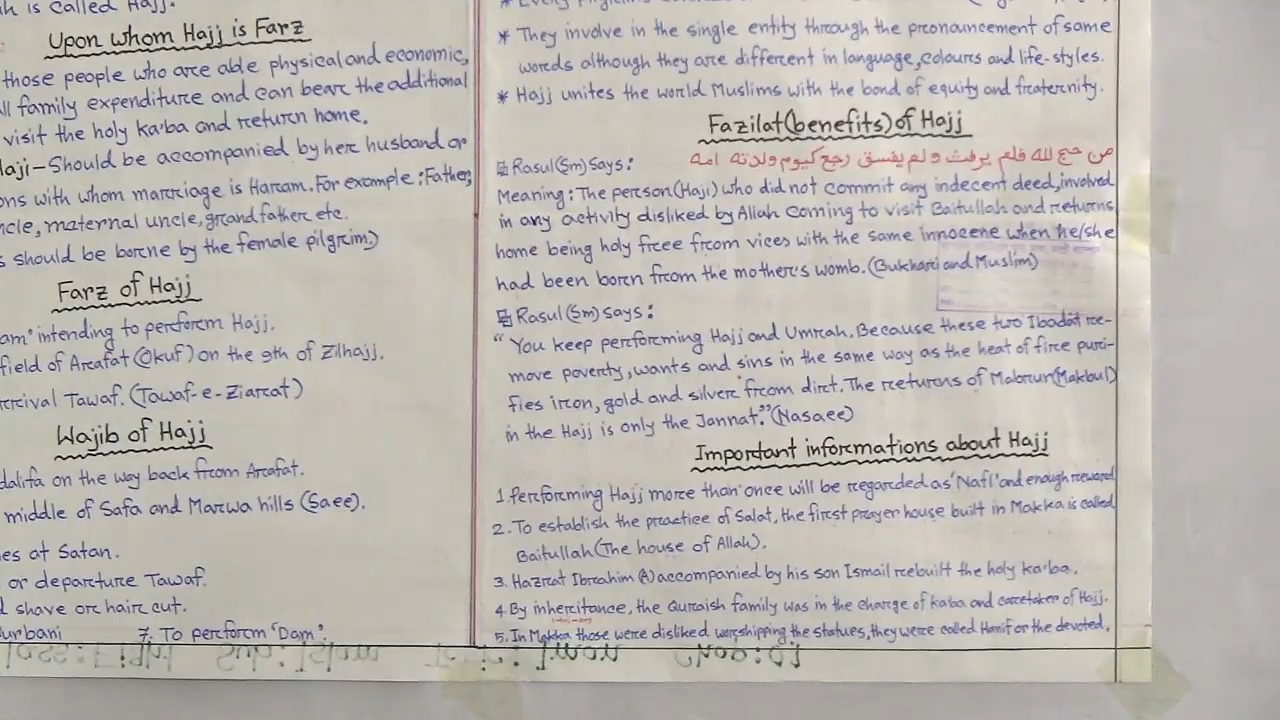 is called Hajj.
Upon whom Hajj is Farz
those people who are able physical and economic,
ll family expenditure and can bear the additional
visit the holy ka'ba and return home.
Haji-Should be accompanied by her husband or
ons with whom marriage is Haram. For example: Father,
ncle, maternal uncle, grand father etc.
s should be borne by the female pilgrim.)
Farz of Hajj
am' intending to perform Hajj.
field of Arafat (Okuf) on the 9th of Zilhajj.
rival Tawaf. (Tawaf-e-Ziarat)
Wajib of Hajj
dalifa on the way back from Arafat.
middle of Safa and Marwa hills (Saee).
es at Satan.
or departure Tawaf.
d shave or hair cut.
urbani 7. To perform 'Dam'.
* They involve in the single entity through the pronouncement of same
words although they are different in language, colours and life-styles.
* Hajj unites the world Muslims with the bond of equity and fraternity.
Fazilat (benefits) of Hajj
Rasul (Sm) Says: من حج لله فلم يرفث ولم يفسق رجع كيوم ولدته امه
Meaning: The person (Haji) who did not commit any indecent deed, involved
in any activity disliked by Allah coming to visit Baitullah and returns
home being holy free from vices with the same innocene when he/she
had been born from the mother's womb. (Bukhari and Muslim)
Rasul (Sm) says:
"You keep performing Hajj and Umrah. Because these two Ibadat re-
move poverty, wants and sins in the same way as the heat of fire puri-
fies iron, gold and silver from dirt. The returns of Mabrur (Makbul)
in the Hajj is only the Jannat." (Nasaee)
Important informations about Hajj
1. Performing Hajj more than once will be regarded as 'Nafl' and enough reward
2. To establish the practice of Salat, the first prayer house built in Makka is called
Baitullah (The house of Allah).
3. Hazrat Ibrahim (A) accompanied by his son Ismail rebuilt the holy ka'ba.
4. By inheritance, the Quraish family was in the charge of kaba and caretaker of Hajj.
5. In Makka those were disliked worshipping the statues, they were called Hanif or the devoted.